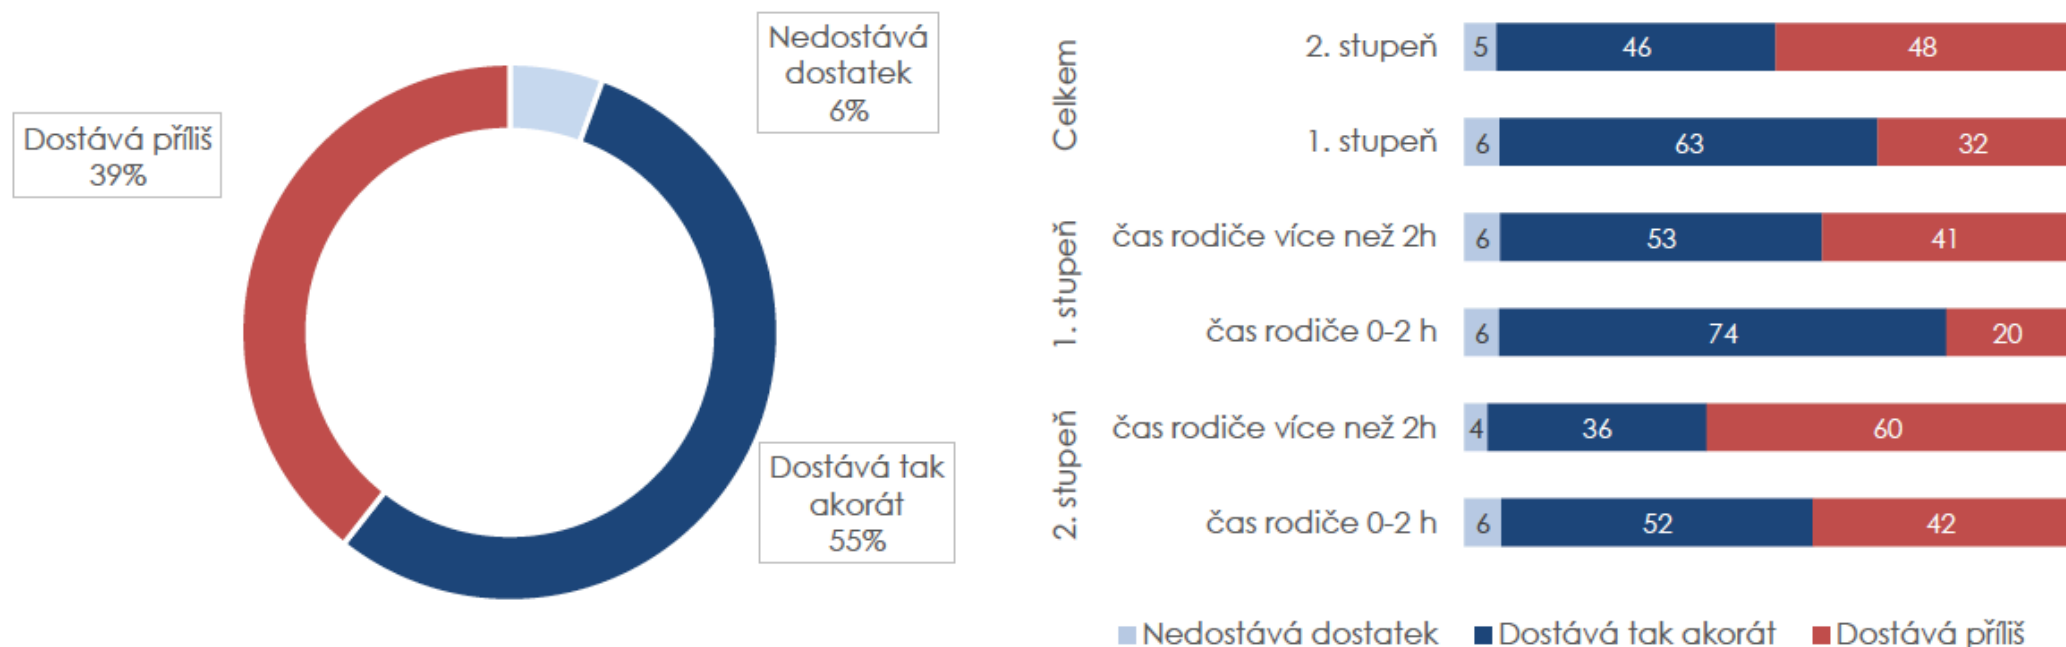 Nedostává
dostatek
6%
Dostává příliš
39%
Dostává tak
akorát
55%
Celkem
2. stupeň
5 46 48
1. stupeň
6 63 32
1. stupeň
čas rodiče více než 2h
6 53 41
čas rodiče 0-2 h
6 74 20
2. stupeň
čas rodiče více než 2h
4 36 60
čas rodiče 0-2 h
6 52 42
Nedostává dostatek Dostává tak akorát Dostává příliš